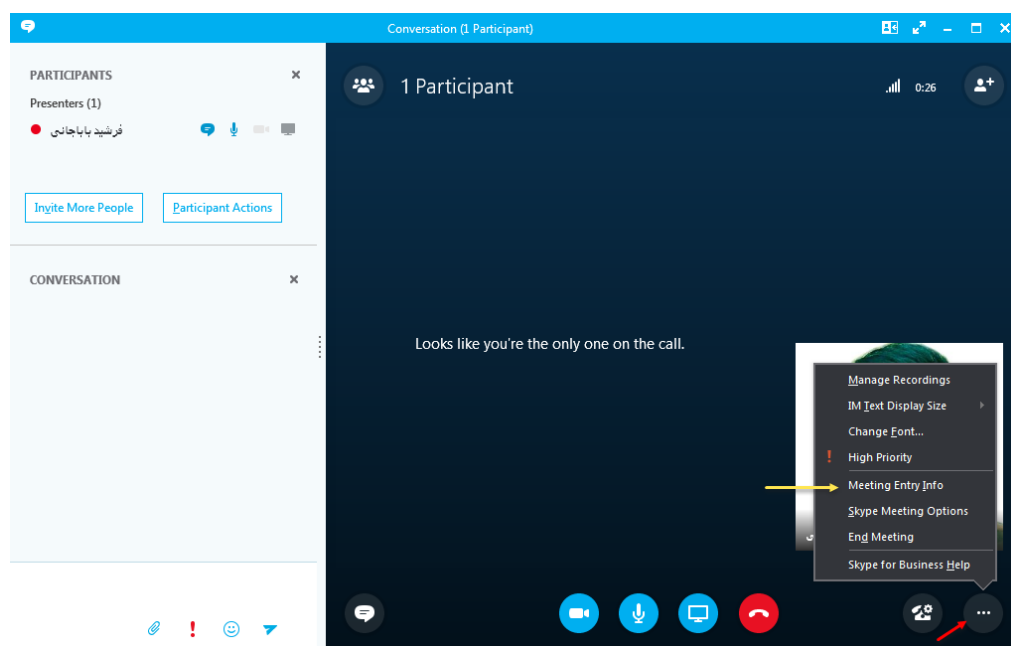 Conversation (1 Participant)
PARTICIPANTS
Presenters (1)
فرشید باباجانی
Invite More People
Participant Actions
CONVERSATION
1 Participant
0:26
Looks like you're the only one on the call.
Manage Recordings
IM Text Display Size
Change Font...
! High Priority
Meeting Entry Info
Skype Meeting Options
End Meeting
Skype for Business Help